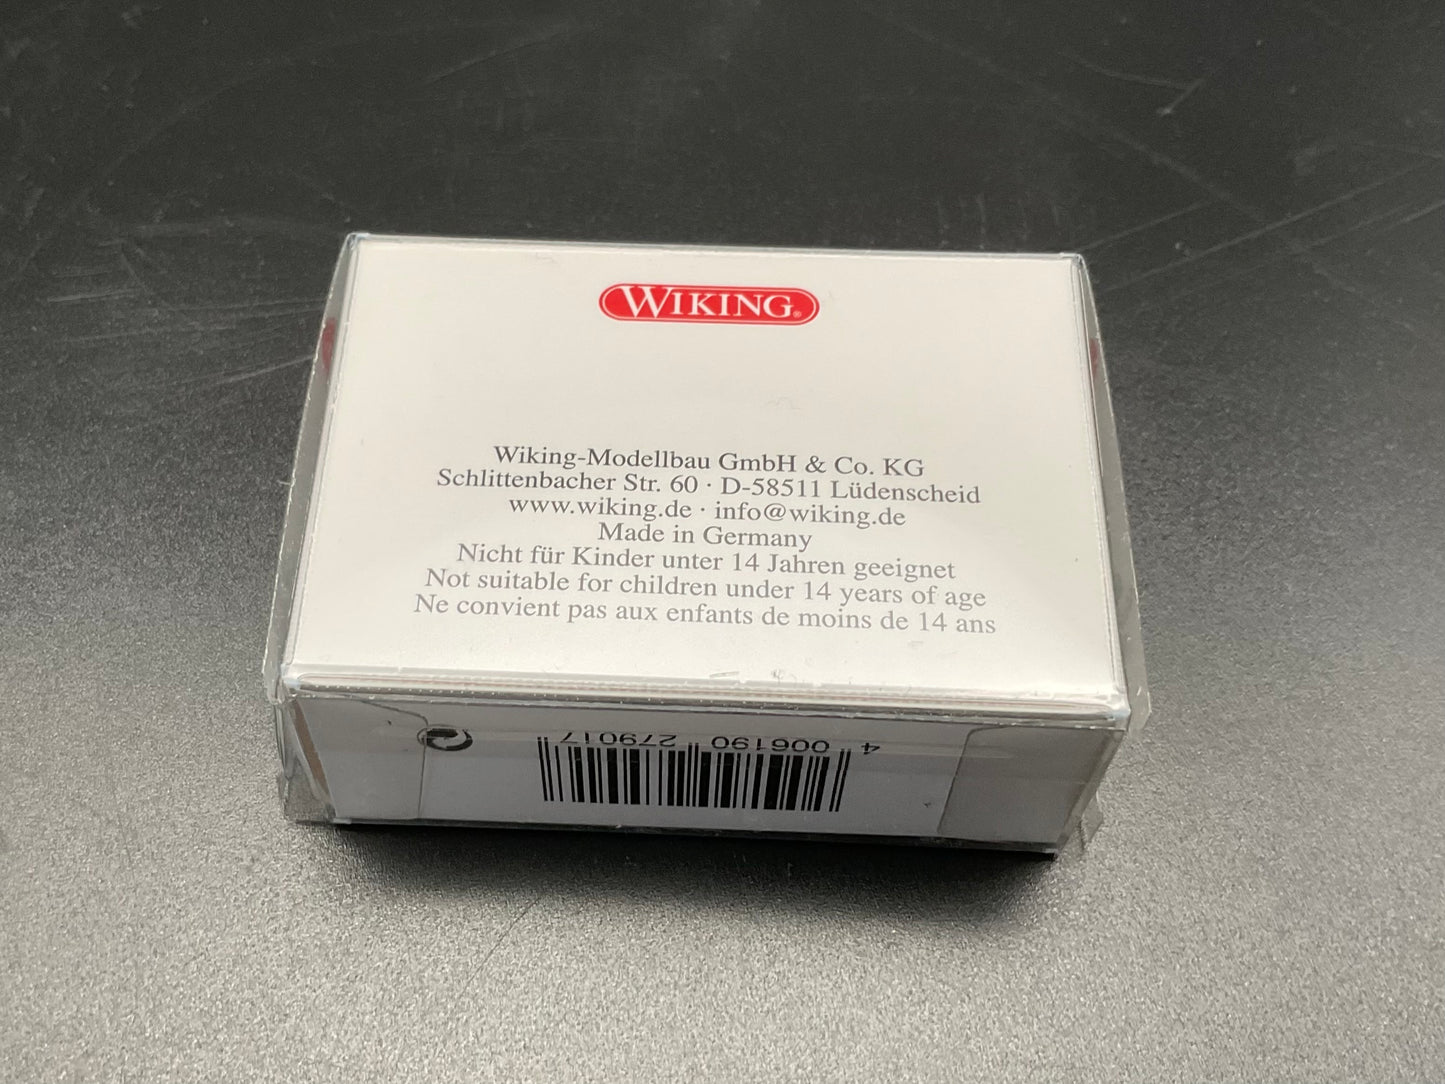 WIKING®
Wiking-Modellbau GmbH & Co. KG
Schlittenbacher Str. 60 · D-58511 Lüdenscheid
www.wiking.de · info@wiking.de
Made in Germany
Nicht für Kinder unter 14 Jahren geeignet
Not suitable for children under 14 years of age
Ne convient pas aux enfants de moins de 14 ans
4 006190 279017